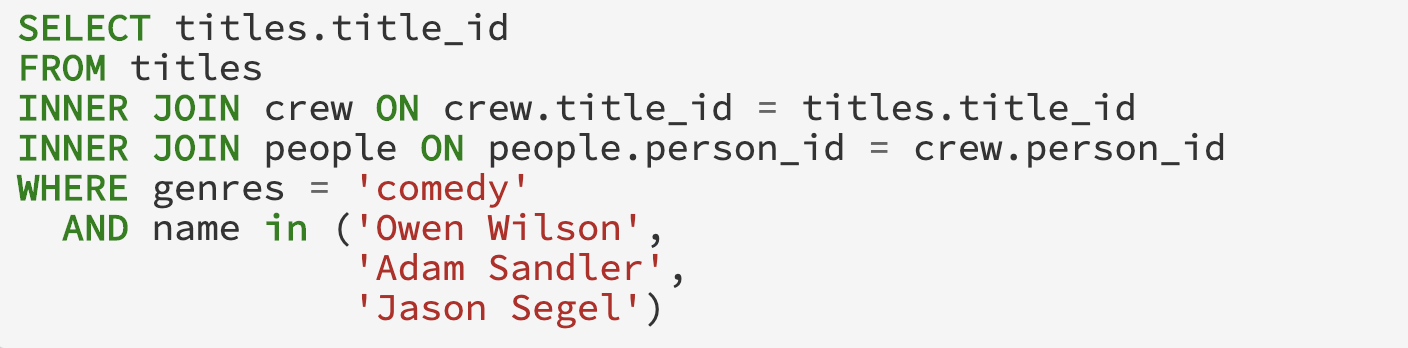 SELECT titles.title_id
FROM titles
INNER JOIN crew ON crew.title_id = titles.title_id
INNER JOIN people ON people.person_id = crew.person_id
WHERE genres = 'comedy'
  AND name in ('Owen Wilson',
               'Adam Sandler',
               'Jason Segel')